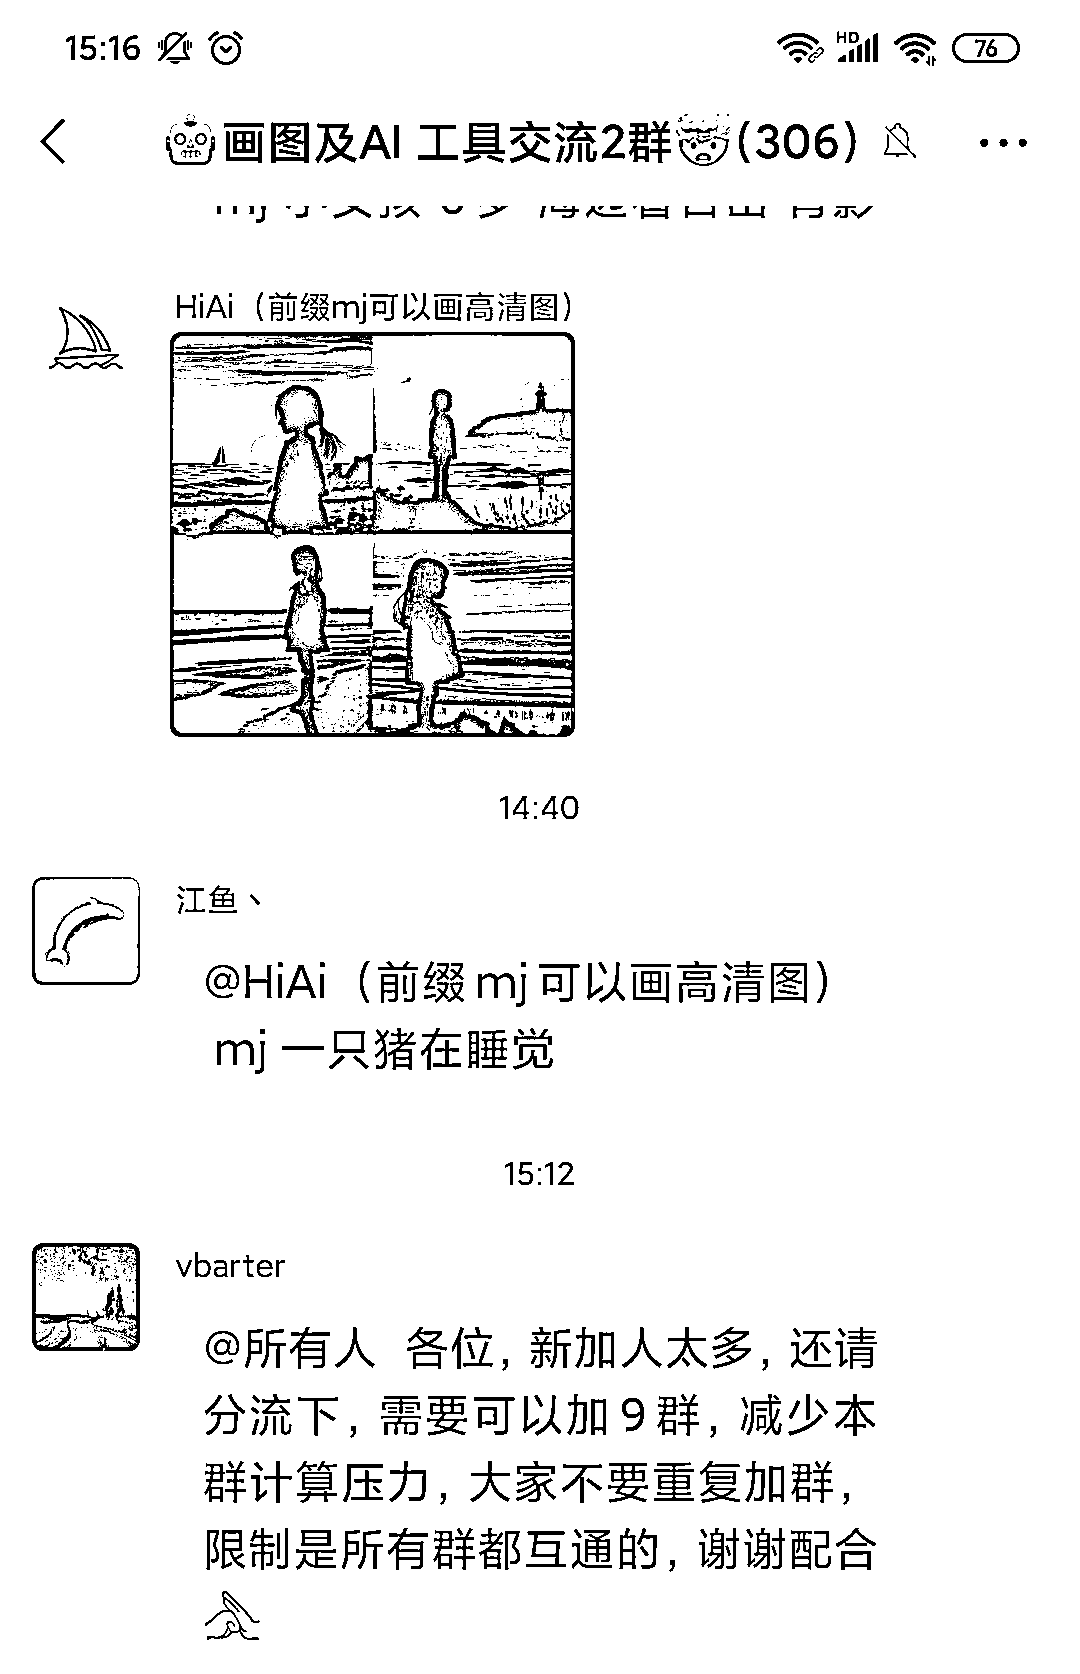 15:16 HD 76
画图及AI 工具交流2群(306)
HiAi（前缀mj可以画高清图）
14:40
江鱼丶
@HiAi（前缀mj可以画高清图）
mj 一只猪在睡觉
15:12
vbarter
@所有人 各位，新加人太多，还请
分流下，需要可以加9群，减少本
群计算压力，大家不要重复加群，
限制是所有群都互通的，谢谢配合